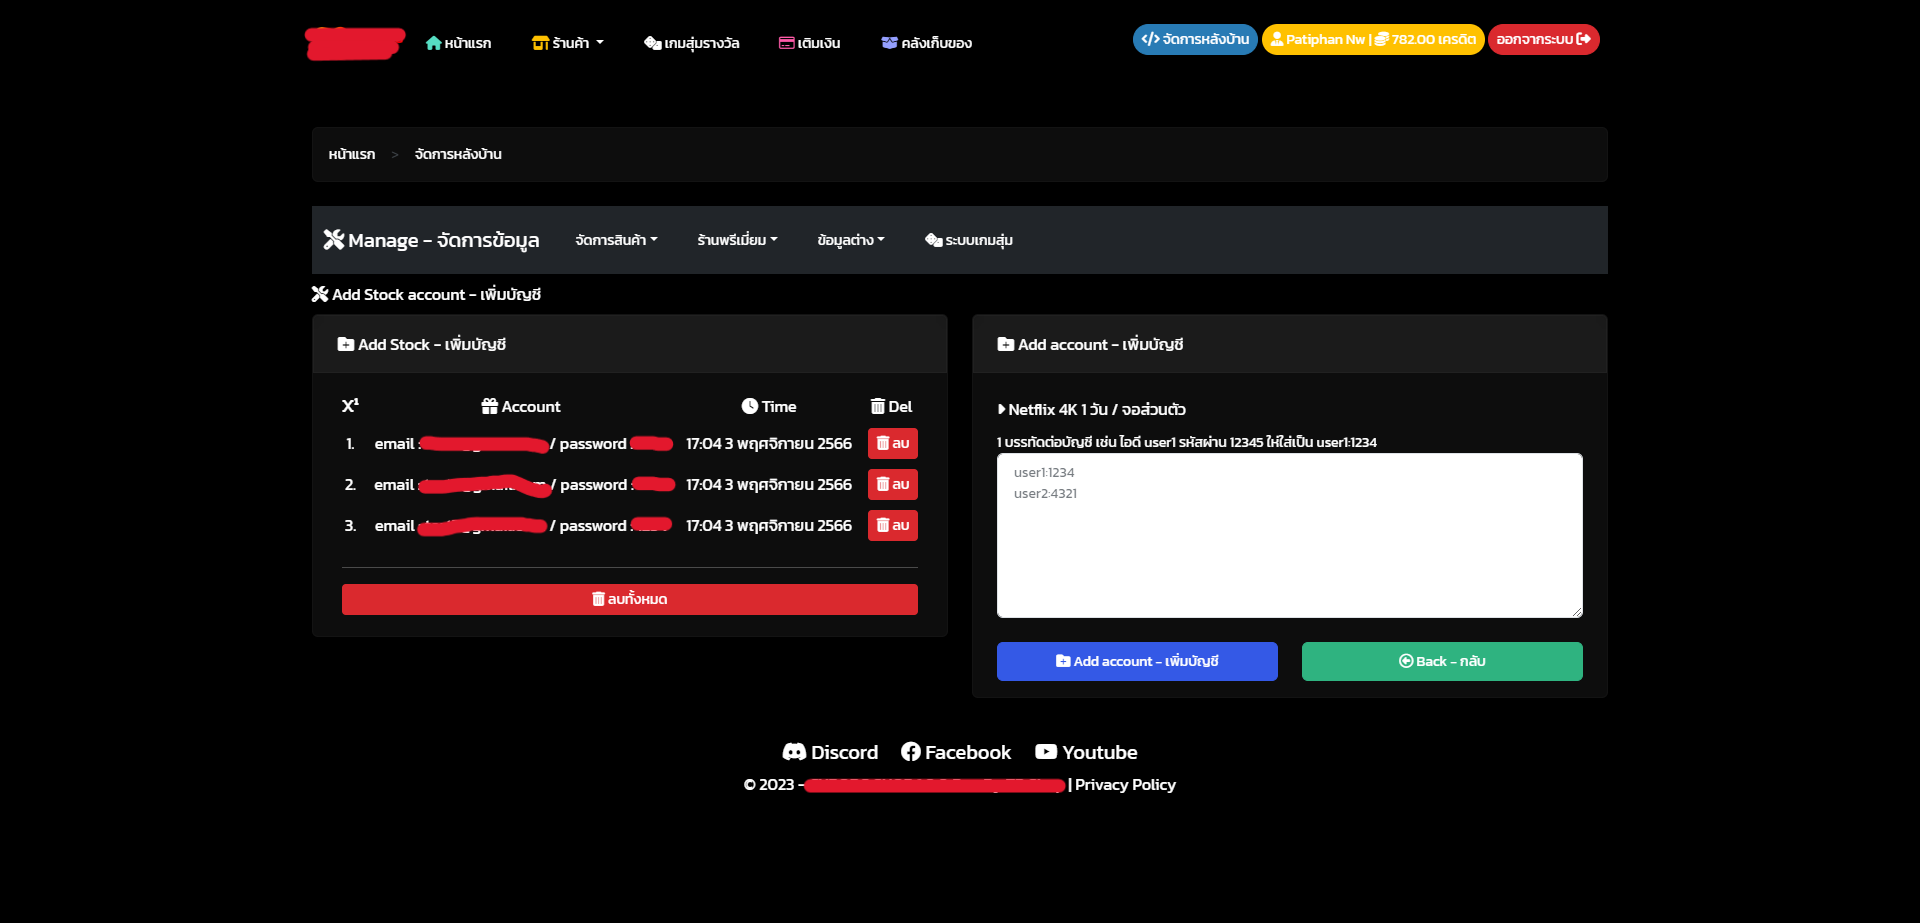 หน้าแรก
ร้านค้า
เกมสุ่มรางวัล
เติมเงิน
คลังเก็บของ
จัดการหลังบ้าน
Patiphan Nw | 782.00 เครดิต
ออกจากระบบ
หน้าแรก > จัดการหลังบ้าน
Manage - จัดการข้อมูล
จัดการสินค้า
ร้านพรีเมี่ยม
ข้อมูลต่าง
ระบบเกมสุ่ม
Add Stock account - เพิ่มบัญชี
Add Stock - เพิ่มบัญชี
X¹ Account Time Del
1. email : / password : 17:04 3 พฤศจิกายน 2566 ลบ
2. email : / password : 17:04 3 พฤศจิกายน 2566 ลบ
3. email : / password : 17:04 3 พฤศจิกายน 2566 ลบ
ลบทั้งหมด
Add account - เพิ่มบัญชี
Netflix 4K 1 วัน / จอส่วนตัว
1 บรรทัดต่อบัญชี เช่น ไอดี user1 รหัสผ่าน 12345 ให้ใส่เป็น user1:1234
user1:1234
user2:4321
Add account - เพิ่มบัญชี
Back - กลับ
Discord Facebook Youtube
© 2023 - | Privacy Policy